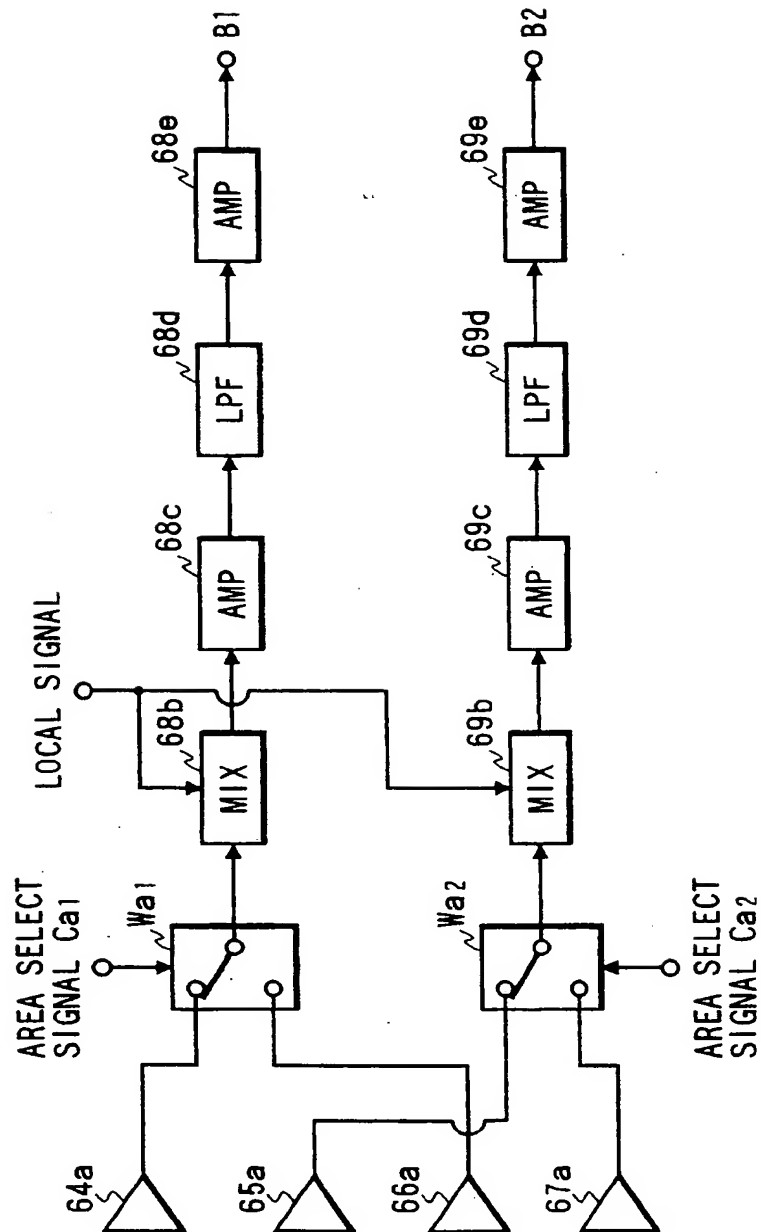 LOCAL SIGNAL
AREA SELECT
SIGNAL Ca1
64a
65a
66a
67a
Wa1
68b
MIX
68c
AMP
68d
LPF
68e
AMP
B1
Wa2
69b
MIX
69c
AMP
69d
LPF
69e
AMP
B2
AREA SELECT
SIGNAL Ca2